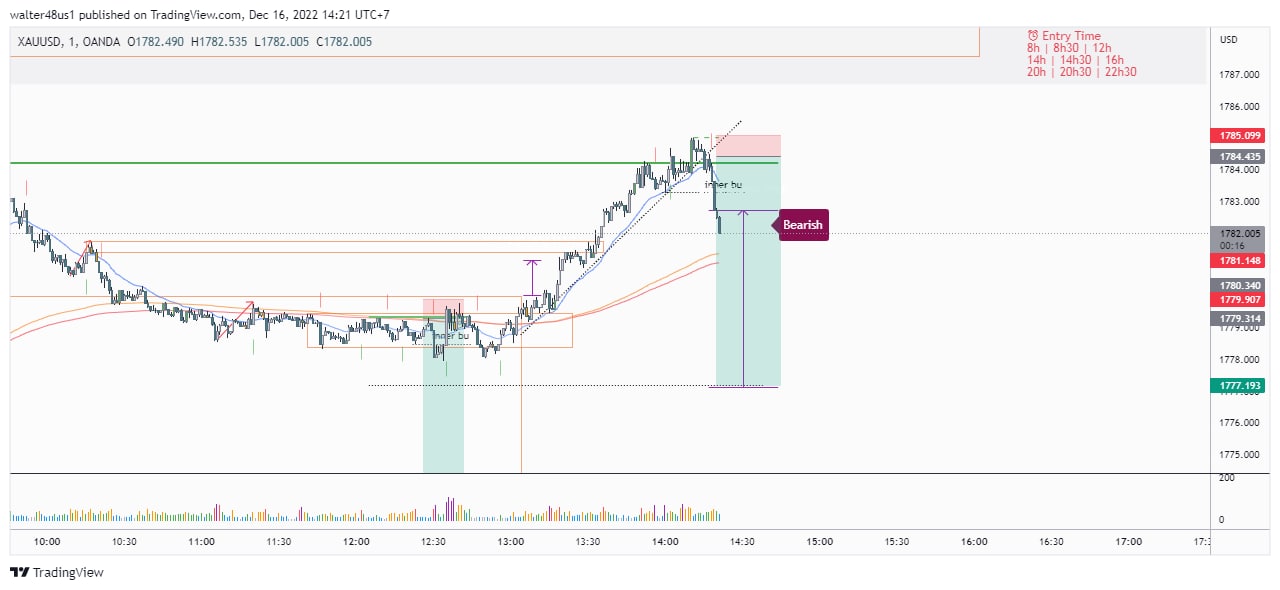 walter48us1 published on TradingView.com, Dec 16, 2022 14:21 UTC+7
XAUUSD, 1, OANDA O1782.490 H1782.535 L1782.005 C1782.005
Entry Time
8h | 8h30 | 12h
14h | 14h30 | 16h
20h | 20h30 | 22h30
USD
1787.000
1786.000
1785.099
1784.435
1784.000
inner bu
1783.000
Bearish
1782.005
00:16
1781.148
1780.340
1779.907
1779.314
1779.000
inner bu
1778.000
1777.193
1777.000
1776.000
1775.000
200
0
10:00 10:30 11:00 11:30 12:00 12:30 13:00 13:30 14:00 14:30 15:00 15:30 16:00 16:30 17:00 17:3
TradingView